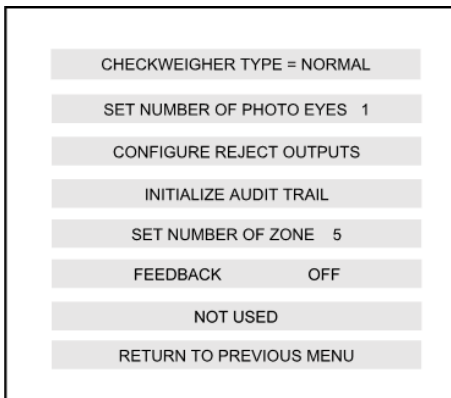 CHECKWEIGHER TYPE = NORMAL
SET NUMBER OF PHOTO EYES 1
CONFIGURE REJECT OUTPUTS
INITIALIZE AUDIT TRAIL
SET NUMBER OF ZONE 5
FEEDBACK OFF
NOT USED
RETURN TO PREVIOUS MENU